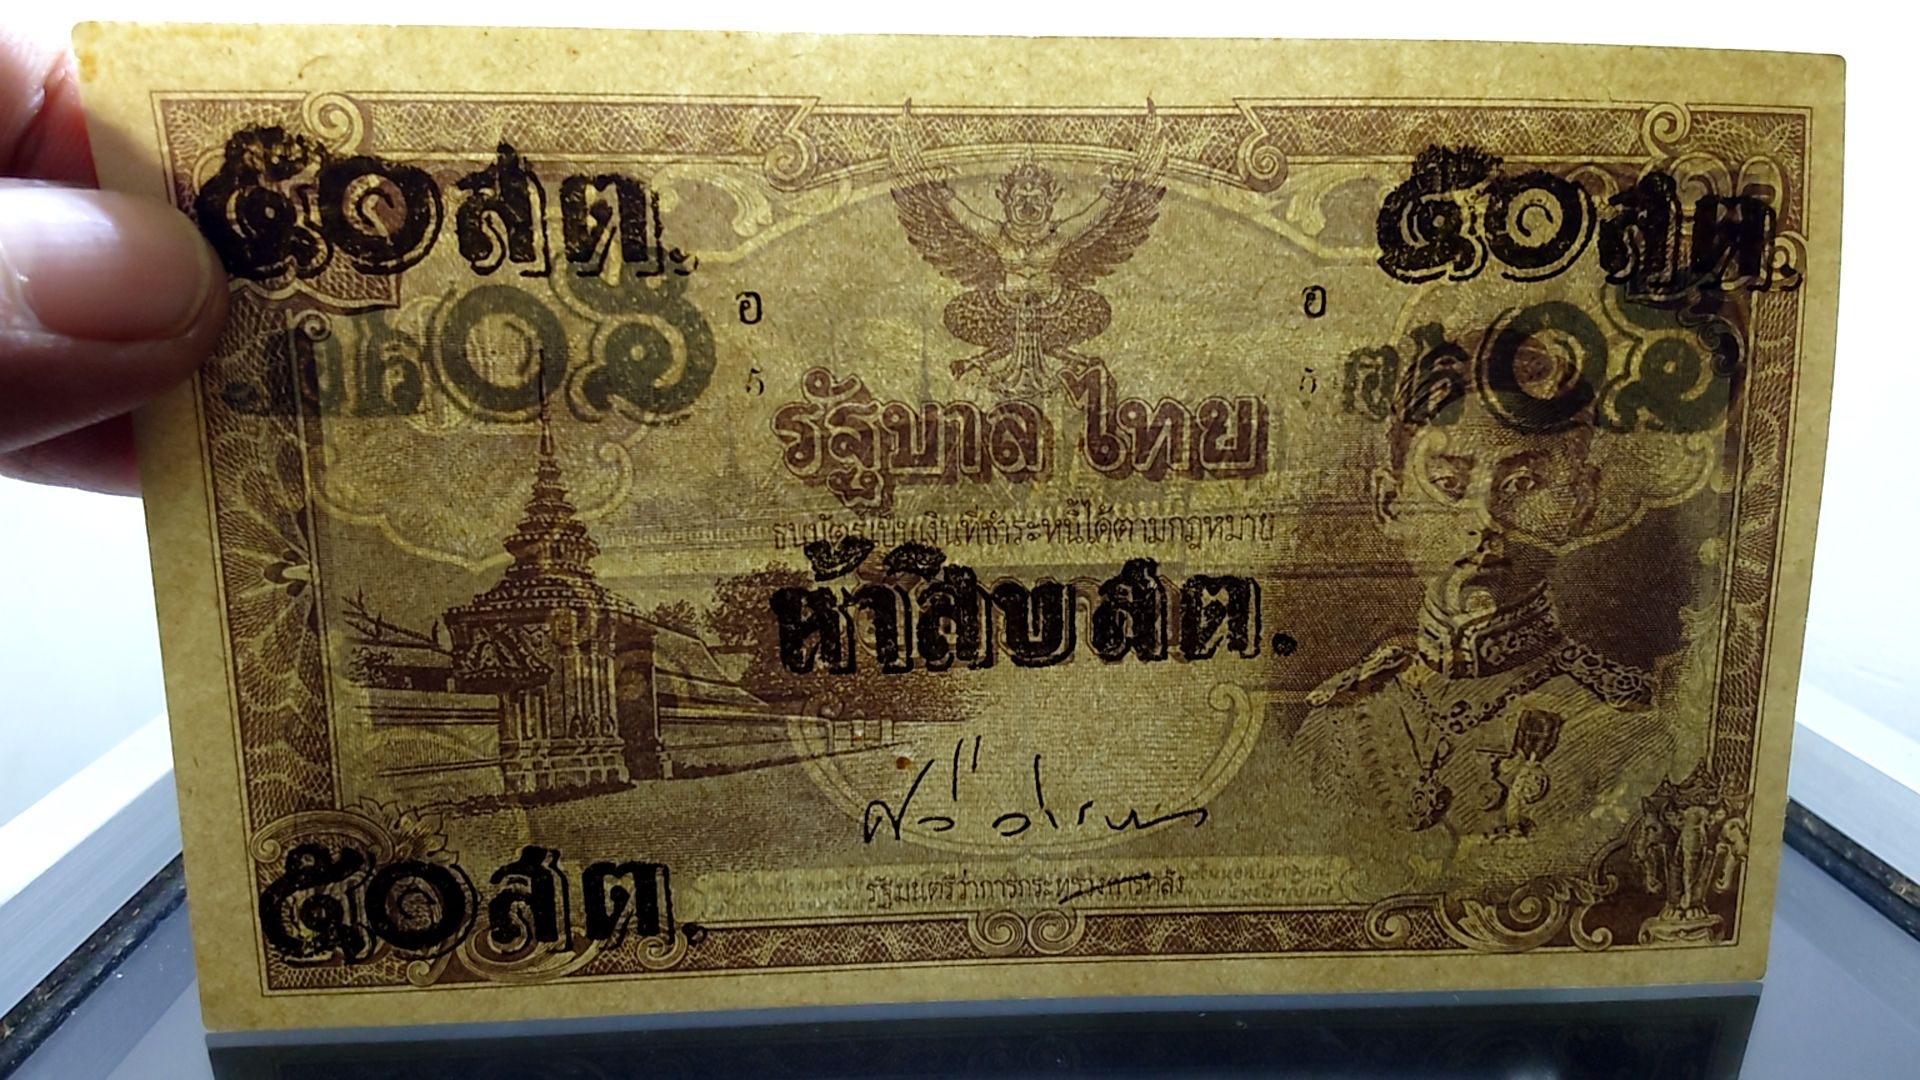 ๕๐สต. ๕๐สต.
อ อ
รัฐบาลไทย
ธนบัตร์เป็นเงินที่ชำระหนี้ได้ตามกฎหมาย
ห้าสิบสต.
รัฐมนตรีว่าการกระทรวงการคลัง
๕๐สต.